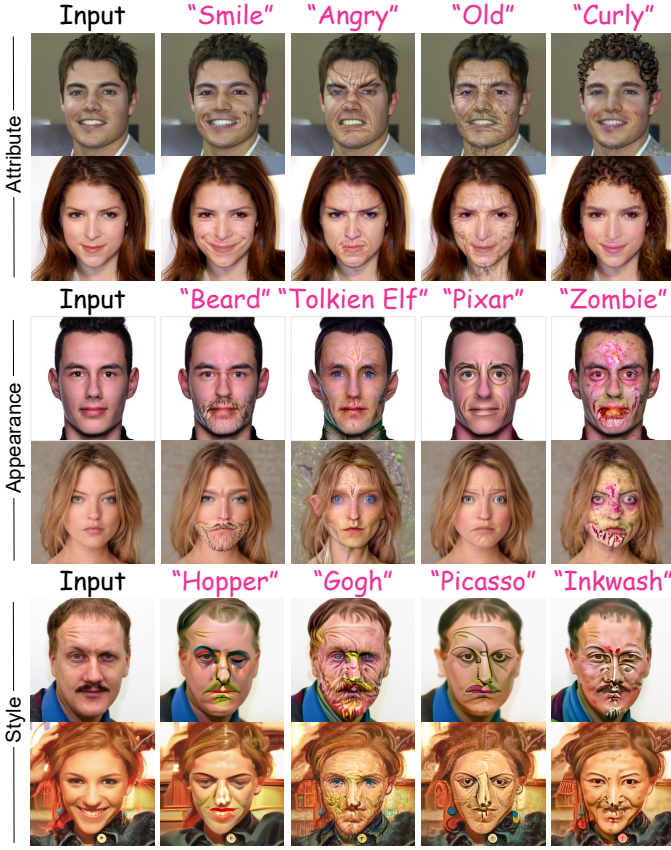 Input “Smile” “Angry” “Old” “Curly”
Attribute
Input “Beard” “Tolkien Elf” “Pixar” “Zombie”
Appearance
Input “Hopper” “Gogh” “Picasso” “Inkwash”
Style